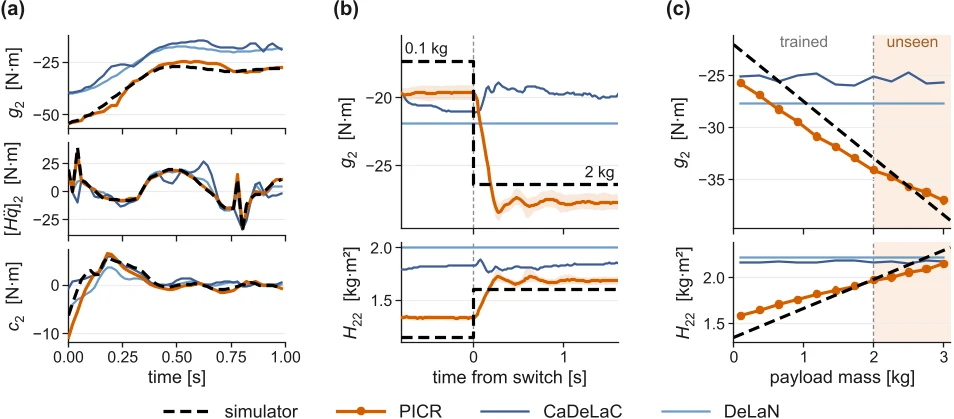 (a)
(b)
(c)
g₂ [N·m]
−25
−50
[Hq̈]₂ [N·m]
25
0
−25
c₂ [N·m]
0
−10
0.00 0.25 0.50 0.75 1.00
time [s]
0.1 kg
g₂ [N·m]
−20
−25
2 kg
H₂₂ [kg·m²]
2.0
1.5
0 1
time from switch [s]
trained unseen
g₂ [N·m]
−25
−30
−35
H₂₂ [kg·m²]
2.0
1.5
0 1 2 3
payload mass [kg]
simulator PICR CaDeLaC DeLaN